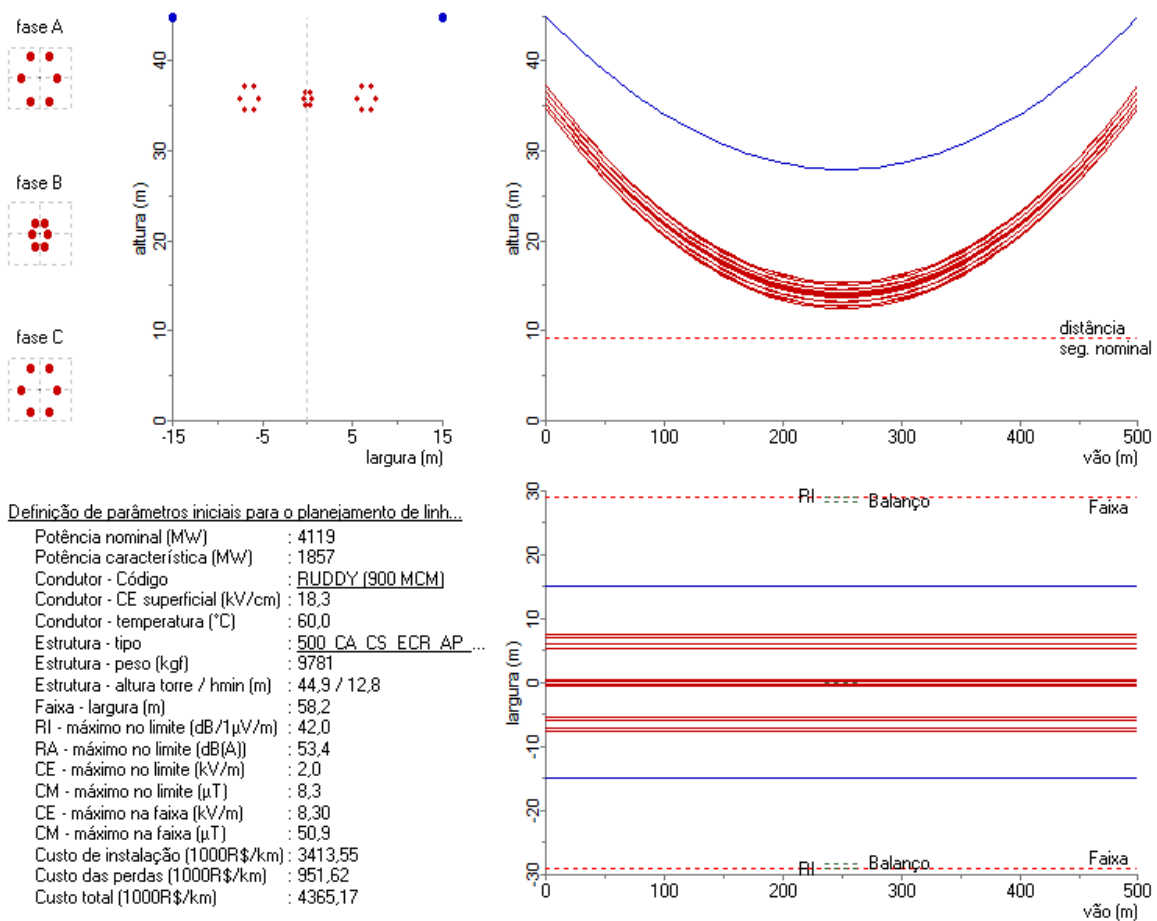 fase A
fase B
fase C
40
30
20
10
0
altura (m)
-15
-5
5
15
largura (m)
40
30
20
10
0
altura (m)
distância
seg. nominal
0
100
200
300
400
500
vão (m)
Definição de parâmetros iniciais para o planejamento de linh...
Potência nominal (MW) : 4119
Potência característica (MW) : 1857
Condutor - Código : RUDDY (900 MCM)
Condutor - CE superficial (kV/cm) : 18,3
Condutor - temperatura (°C) : 60,0
Estrutura - tipo : 500_CA_CS_ECR_AP_...
Estrutura - peso (kgf) : 9781
Estrutura - altura torre / hmin (m) : 44,9 / 12,8
Faixa - largura (m) : 58,2
RI - máximo no limite (dB/1µV/m) : 42,0
RA - máximo no limite (dB(A)) : 53,4
CE - máximo no limite (kV/m) : 2,0
CM - máximo no limite (µT) : 8,3
CE - máximo na faixa (kV/m) : 8,30
CM - máximo na faixa (µT) : 50,9
Custo de instalação (1000R$/km) : 3413,55
Custo das perdas (1000R$/km) : 951,62
Custo total (1000R$/km) : 4365,17
30
20
10
0
-10
-20
-30
largura (m)
RI
Balanço
Faixa
RI
Balanço
Faixa
0
100
200
300
400
500
vão (m)